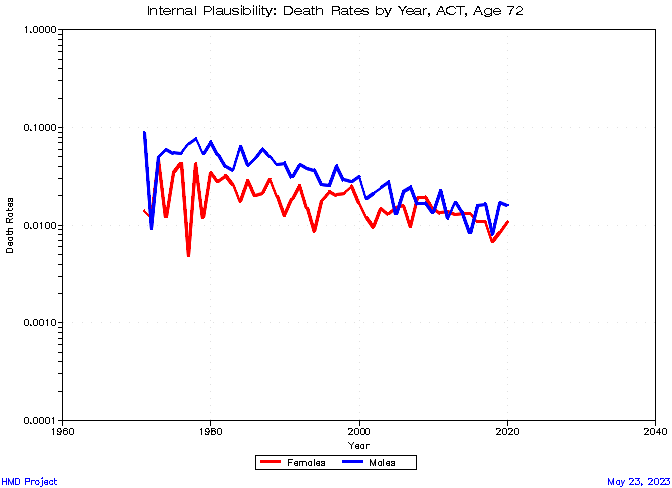 Internal Plausibility: Death Rates by Year, ACT, Age 72
1.0000
0.1000
0.0100
0.0010
0.0001
Death Rates
1960
1980
2000
2020
2040
Year
Females
Males
HMD Project
May 23, 2023